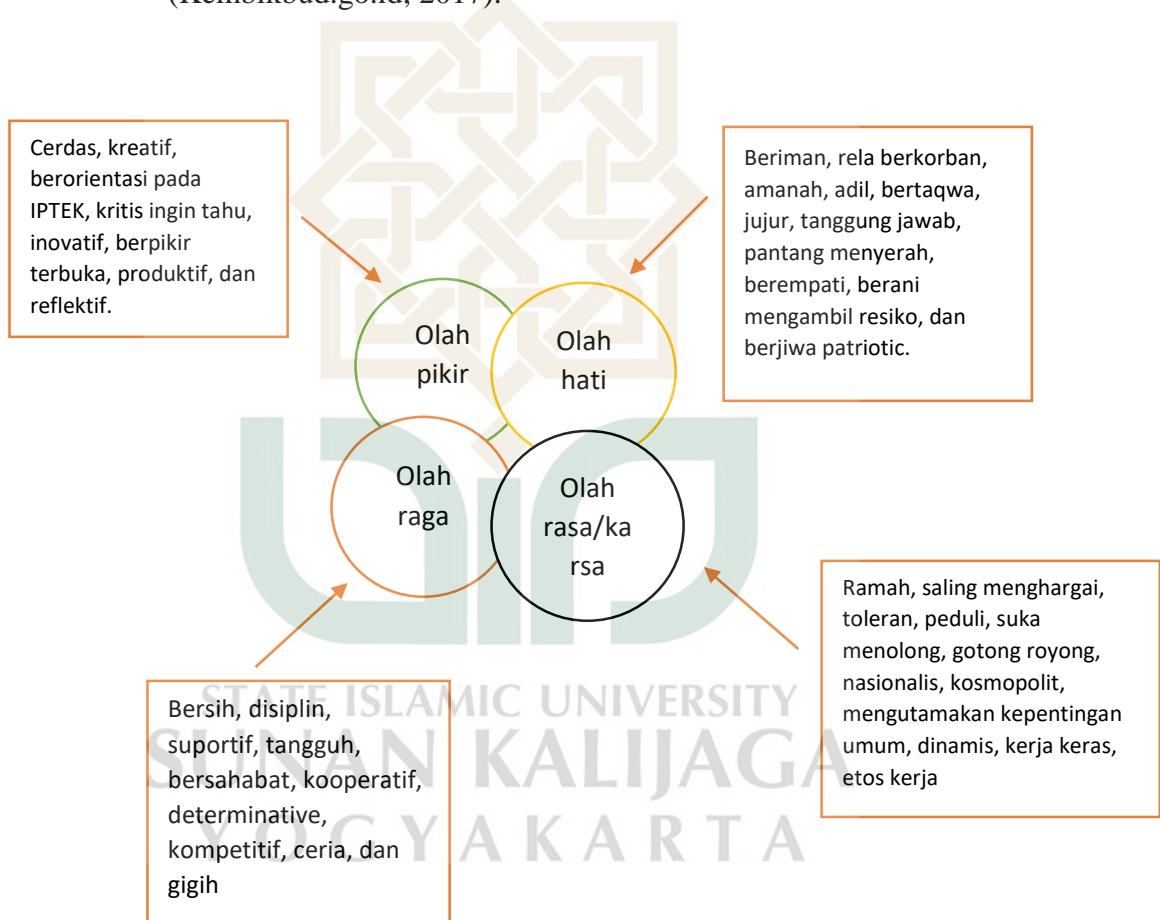 (Kembikbud.go.id, 2017).
Cerdas, kreatif,
berorientasi pada
IPTEK, kritis ingin tahu,
inovatif, berpikir
terbuka, produktif, dan
reflektif.
Beriman, rela berkorban,
amanah, adil, bertaqwa,
jujur, tanggung jawab,
pantang menyerah,
berempati, berani
mengambil resiko, dan
berjiwa patriotic.
Olah
pikir
Olah
hati
Olah
raga
Olah
rasa/ka
rsa
Bersih, disiplin,
suportif, tangguh,
bersahabat, kooperatif,
determinative,
kompetitif, ceria, dan
gigih
Ramah, saling menghargai,
toleran, peduli, suka
menolong, gotong royong,
nasionalis, kosmopolit,
mengutamakan kepentingan
umum, dinamis, kerja keras,
etos kerja
STATE ISLAMIC UNIVERSITY
SUNAN KALIJAGA
YOGYAKARTA